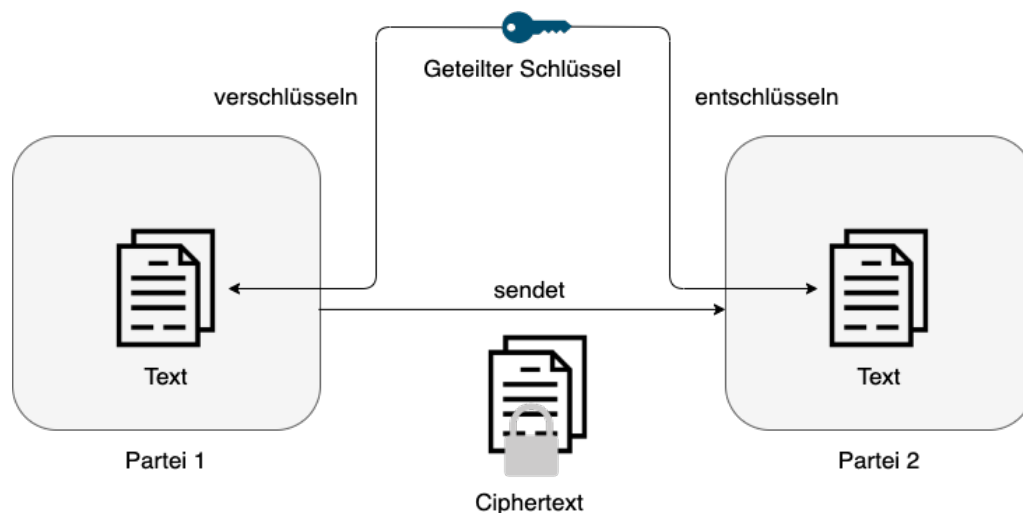 Geteilter Schlüssel
verschlüsseln
entschlüsseln
sendet
Text
Text
Partei 1
Partei 2
Ciphertext